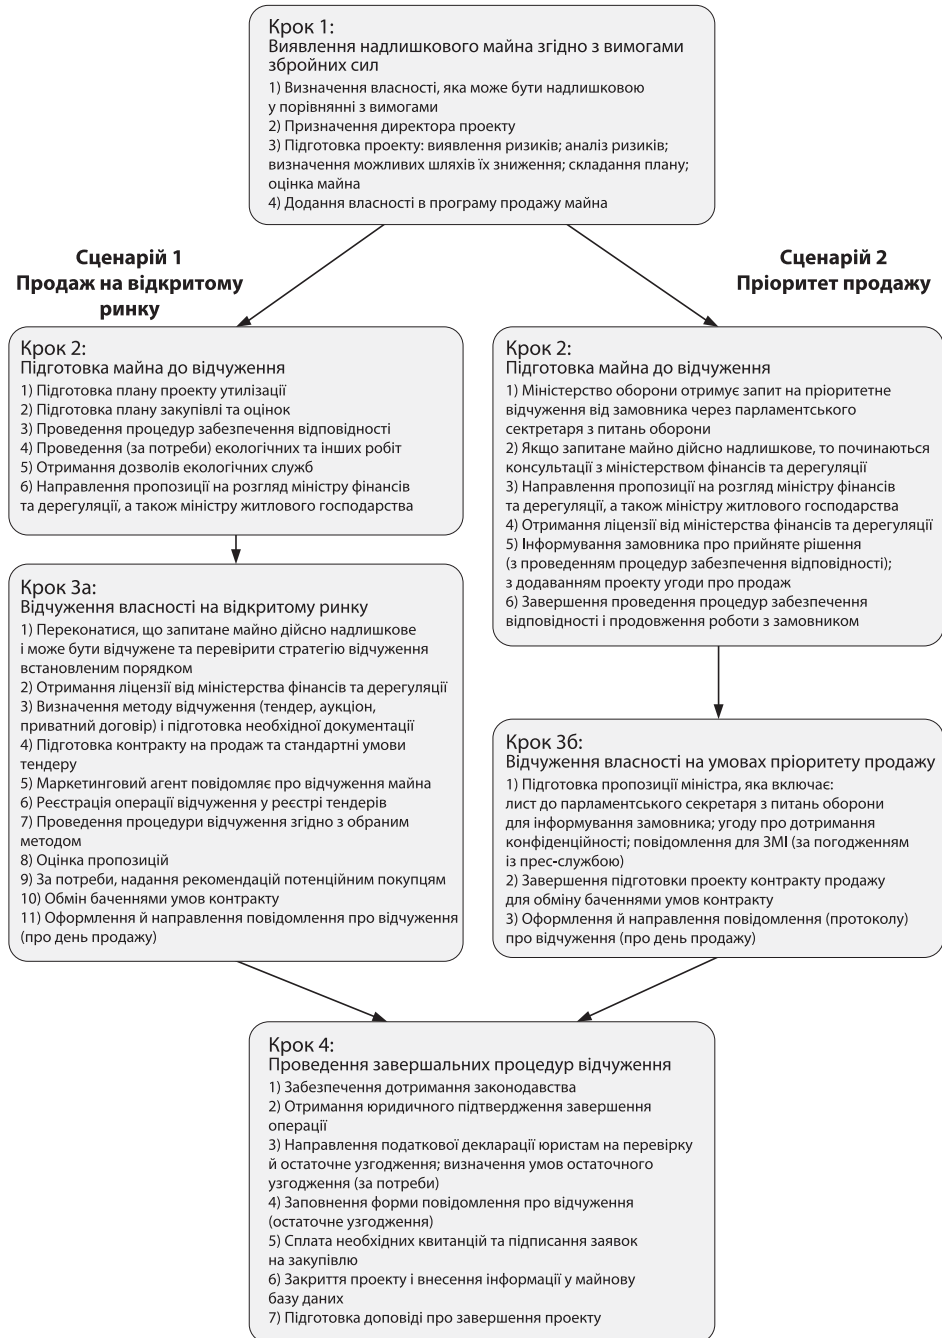 Крок 1:
Виявлення надлишкового майна згідно з вимогами
збройних сил
1) Визначення власності, яка може бути надлишковою
у порівнянні з вимогами
2) Призначення директора проекту
3) Підготовка проекту: виявлення ризиків; аналіз ризиків;
визначення можливих шляхів їх зниження; складання плану;
оцінка майна
4) Додання власності в програму продажу майна
Сценарій 1
Продаж на відкритому
ринку
Сценарій 2
Пріоритет продажу
Крок 2:
Підготовка майна до відчуження
1) Підготовка плану проекту утилізації
2) Підготовка плану закупівлі та оцінок
3) Проведення процедур забезпечення відповідності
4) Проведення (за потреби) екологічних та інших робіт
5) Отримання дозволів екологічних служб
6) Направлення пропозиції на розгляд міністру фінансів
та дерегуляції, а також міністру житлового господарства
Крок 2:
Підготовка майна до відчуження
1) Міністерство оборони отримує запит на пріоритетне
відчуження від замовника через парламентського
секретаря з питань оборони
2) Якщо запитане майно дійсно надлишкове, то починаються
консультації з міністерством фінансів та дерегуляції
3) Направлення пропозиції на розгляд міністру фінансів
та дерегуляції, а також міністру житлового господарства
4) Отримання ліцензії від міністерства фінансів та дерегуляції
5) Інформування замовника про прийняте рішення
(з проведенням процедур забезпечення відповідності);
з додаванням проекту угоди про продаж
6) Завершення проведення процедур забезпечення
відповідності і продовження роботи з замовником
Крок 3а:
Відчуження власності на відкритому ринку
1) Переконатися, що запитане майно дійсно надлишкове
і може бути відчужене та перевірити стратегію відчуження
встановленим порядком
2) Отримання ліцензії від міністерства фінансів та дерегуляції
3) Визначення методу відчуження (тендер, аукціон,
приватний договір) і підготовка необхідної документації
4) Підготовка контракту на продаж та стандартні умови
тендеру
5) Маркетинговий агент повідомляє про відчуження майна
6) Реєстрація операції відчуження у реєстрі тендерів
7) Проведення процедури відчуження згідно з обраним
методом
8) Оцінка пропозицій
9) За потреби, надання рекомендацій потенційним покупцям
10) Обмін баченнями умов контракту
11) Оформлення й направлення повідомлення про відчуження
(про день продажу)
Крок 3б:
Відчуження власності на умовах пріоритету продажу
1) Підготовка пропозиції міністра, яка включає:
лист до парламентського секретаря з питань оборони
для інформування замовника; угоду про дотримання
конфіденційності; повідомлення для ЗМІ (за погодженням
із прес-службою)
2) Завершення підготовки проекту контракту продажу
для обміну баченнями умов контракту
3) Оформлення й направлення повідомлення (протоколу)
про відчуження (про день продажу)
Крок 4:
Проведення завершальних процедур відчуження
1) Забезпечення дотримання законодавства
2) Отримання юридичного підтвердження завершення
операції
3) Направлення податкової декларації юристам на перевірку
й остаточне узгодження; визначення умов остаточного
узгодження (за потреби)
4) Заповнення форми повідомлення про відчуження
(остаточне узгодження)
5) Сплата необхідних квитанцій та підписання заявок
на закупівлю
6) Закриття проекту і внесення інформації у майнову
базу даних
7) Підготовка доповіді про завершення проекту